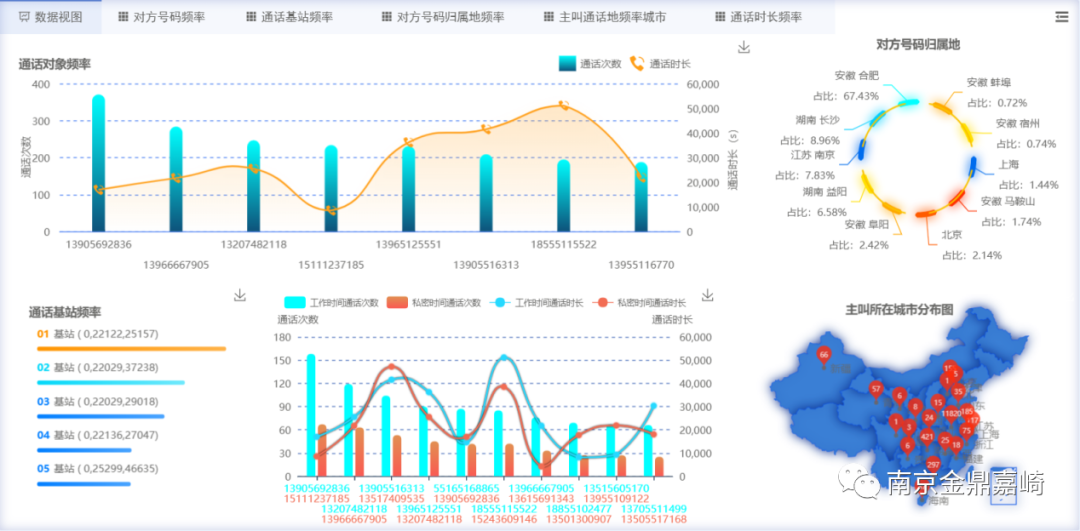 数据视图
对方号码频率
通话基站频率
对方号码归属地频率
主叫通话地频率城市
通话时长频率
通话对象频率
通话次数
通话时长
400
300
200
100
0
通话次数
60,000
50,000
40,000
30,000
20,000
10,000
0
通话时长（s）
13905692836
13966667905
13207482118
15111237185
13965125551
13905516313
18555115522
13955116770
对方号码归属地
安徽 合肥
占比: 67.43%
湖南 长沙
占比: 8.96%
江苏 南京
占比: 7.83%
湖南 益阳
占比: 6.58%
安徽 阜阳
占比: 2.42%
安徽 蚌埠
占比: 0.72%
安徽 宿州
占比: 0.74%
上海
占比: 1.44%
安徽 马鞍山
占比: 1.74%
北京
占比: 2.14%
通话基站频率
01 基站 ( 0,22122,25157)
02 基站 ( 0,22029,37238)
03 基站 ( 0,22029,29018)
04 基站 ( 0,22136,27047)
05 基站 ( 0,25299,46635)
工作时间通话次数
私密时间通话次数
工作时间通话时长
私密时间通话时长
通话次数
通话时长
180
150
120
90
60
30
0
60,000
50,000
40,000
30,000
20,000
10,000
0
13905692836 13905516313 55165168865 13966667905 13515605170
15111237185 13517409535 13905692836 13615691343 13955109122
13207482118 13965125551 18555115522 18855102477 13705511499
13966667905 13207482118 15243609146 13501300907 13505517168
主叫所在城市分布图
66
57
6
8
15
1
5
35
1
3
24
11820
185
17
6
421
25
18
75
297
江苏
上海
海南
南京金鼎嘉崎